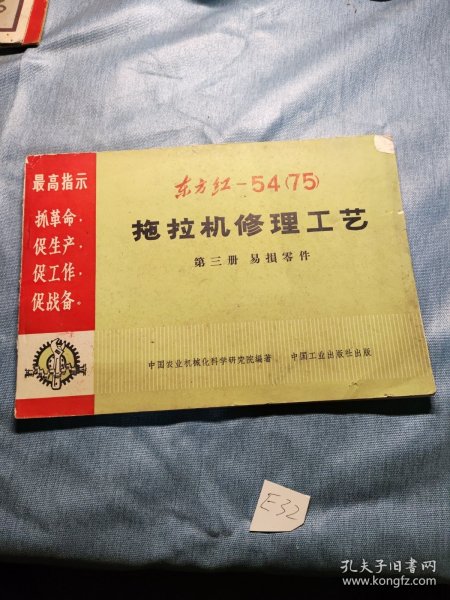 最高指示
抓革命，
促生产，
促工作，
促战备。
东方红-54(75)
拖拉机修理工艺
第三册 易损零件
中国农业机械化科学研究院编著 中国工业出版社出版
E32
孔夫子旧书网
www.kongfz.com